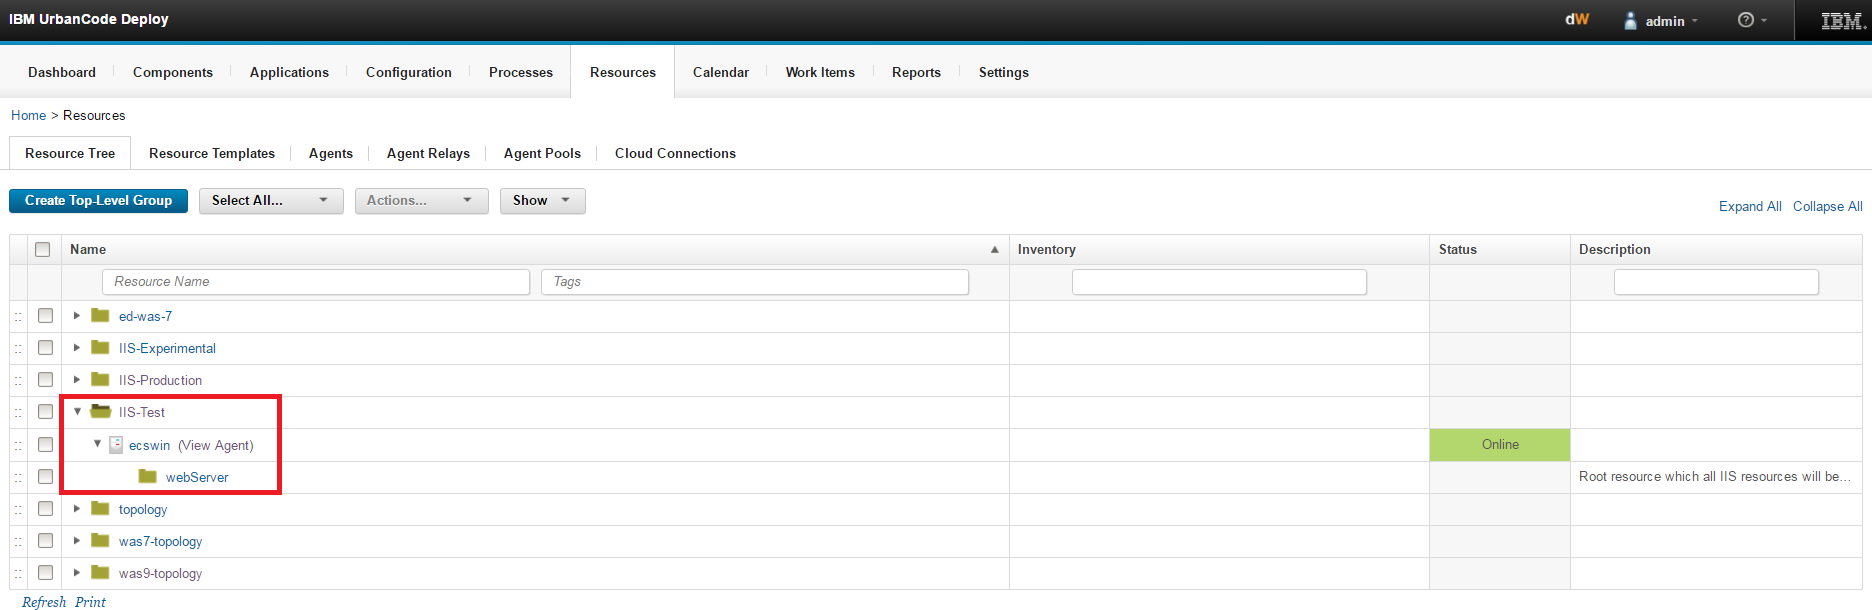 IBM UrbanCode Deploy dW admin ? IBM.
Dashboard Components Applications Configuration Processes Resources Calendar Work Items Reports Settings
Home > Resources
Resource Tree Resource Templates Agents Agent Relays Agent Pools Cloud Connections
Create Top-Level Group Select All... Actions... Show Expand All Collapse All
Name Inventory Status Description
Resource Name Tags
ed-was-7
IIS-Experimental
IIS-Production
IIS-Test
ecswin (View Agent) Online
webServer Root resource which all IIS resources will be...
topology
was7-topology
was9-topology
Refresh Print